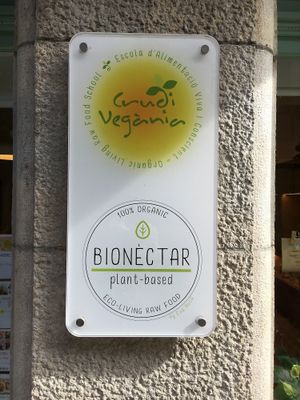 Escola d'Alimentació Viva i Conscient - Organic Living Raw Food School
Crudi
Vegània
100% ORGANIC
BIONÈCTAR
plant-based
ECO-LIVING RAW FOOD